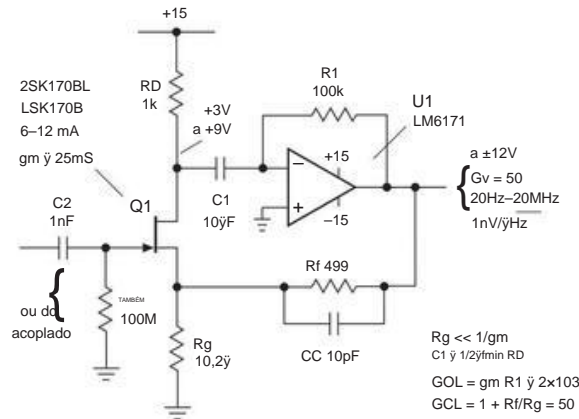 +15
2SK170BL
LSK170B
6–12 mA
gm ÿ 25mS
RD
1k
+3V
a +9V
R1
100k
U1
LM6171
+15
–
+
–15
a ±12V
Gv = 50
20Hz–20MHz
1nV/ÿHz
C2
1nF
Q1
C1
10ÿF
ou do
acoplado
TAMBÉM
100M
Rf 499
CC 10pF
Rg
10,2ÿ
Rg << 1/gm
C1 ÿ 1/2ÿfmin RD
GOL = gm R1 ÿ 2×103
GCL = 1 + Rf/Rg = 50